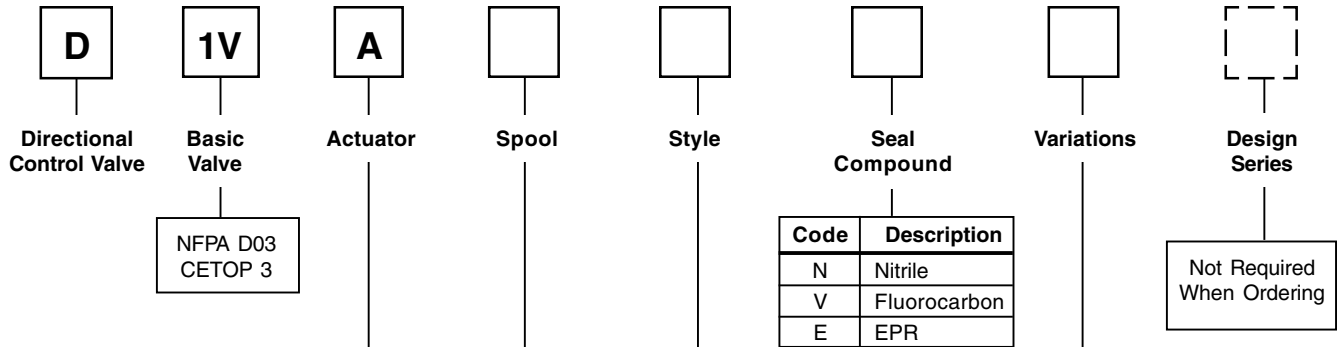 D 1V A
Directional Control Valve
Basic Valve
Actuator
Spool
Style
Seal Compound
Variations
Design Series
NFPA D03
CETOP 3
Code Description
N Nitrile
V Fluorocarbon
E EPR
Not Required
When Ordering